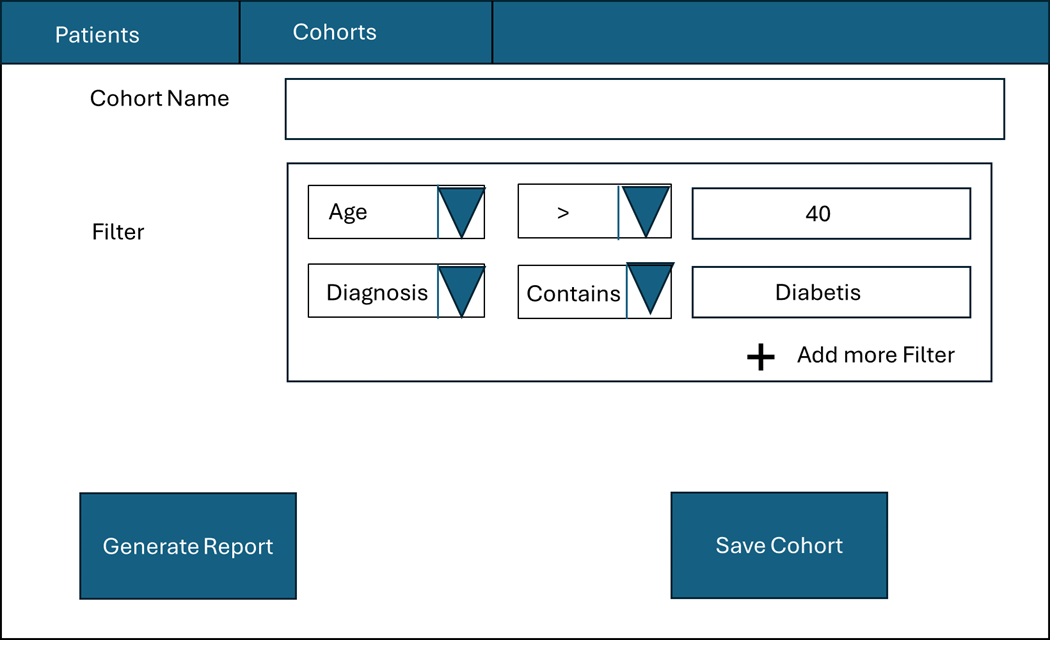 Patients
Cohorts
Cohort Name
Filter
Age
>
40
Diagnosis
Contains
Diabetis
+ Add more Filter
Generate Report
Save Cohort